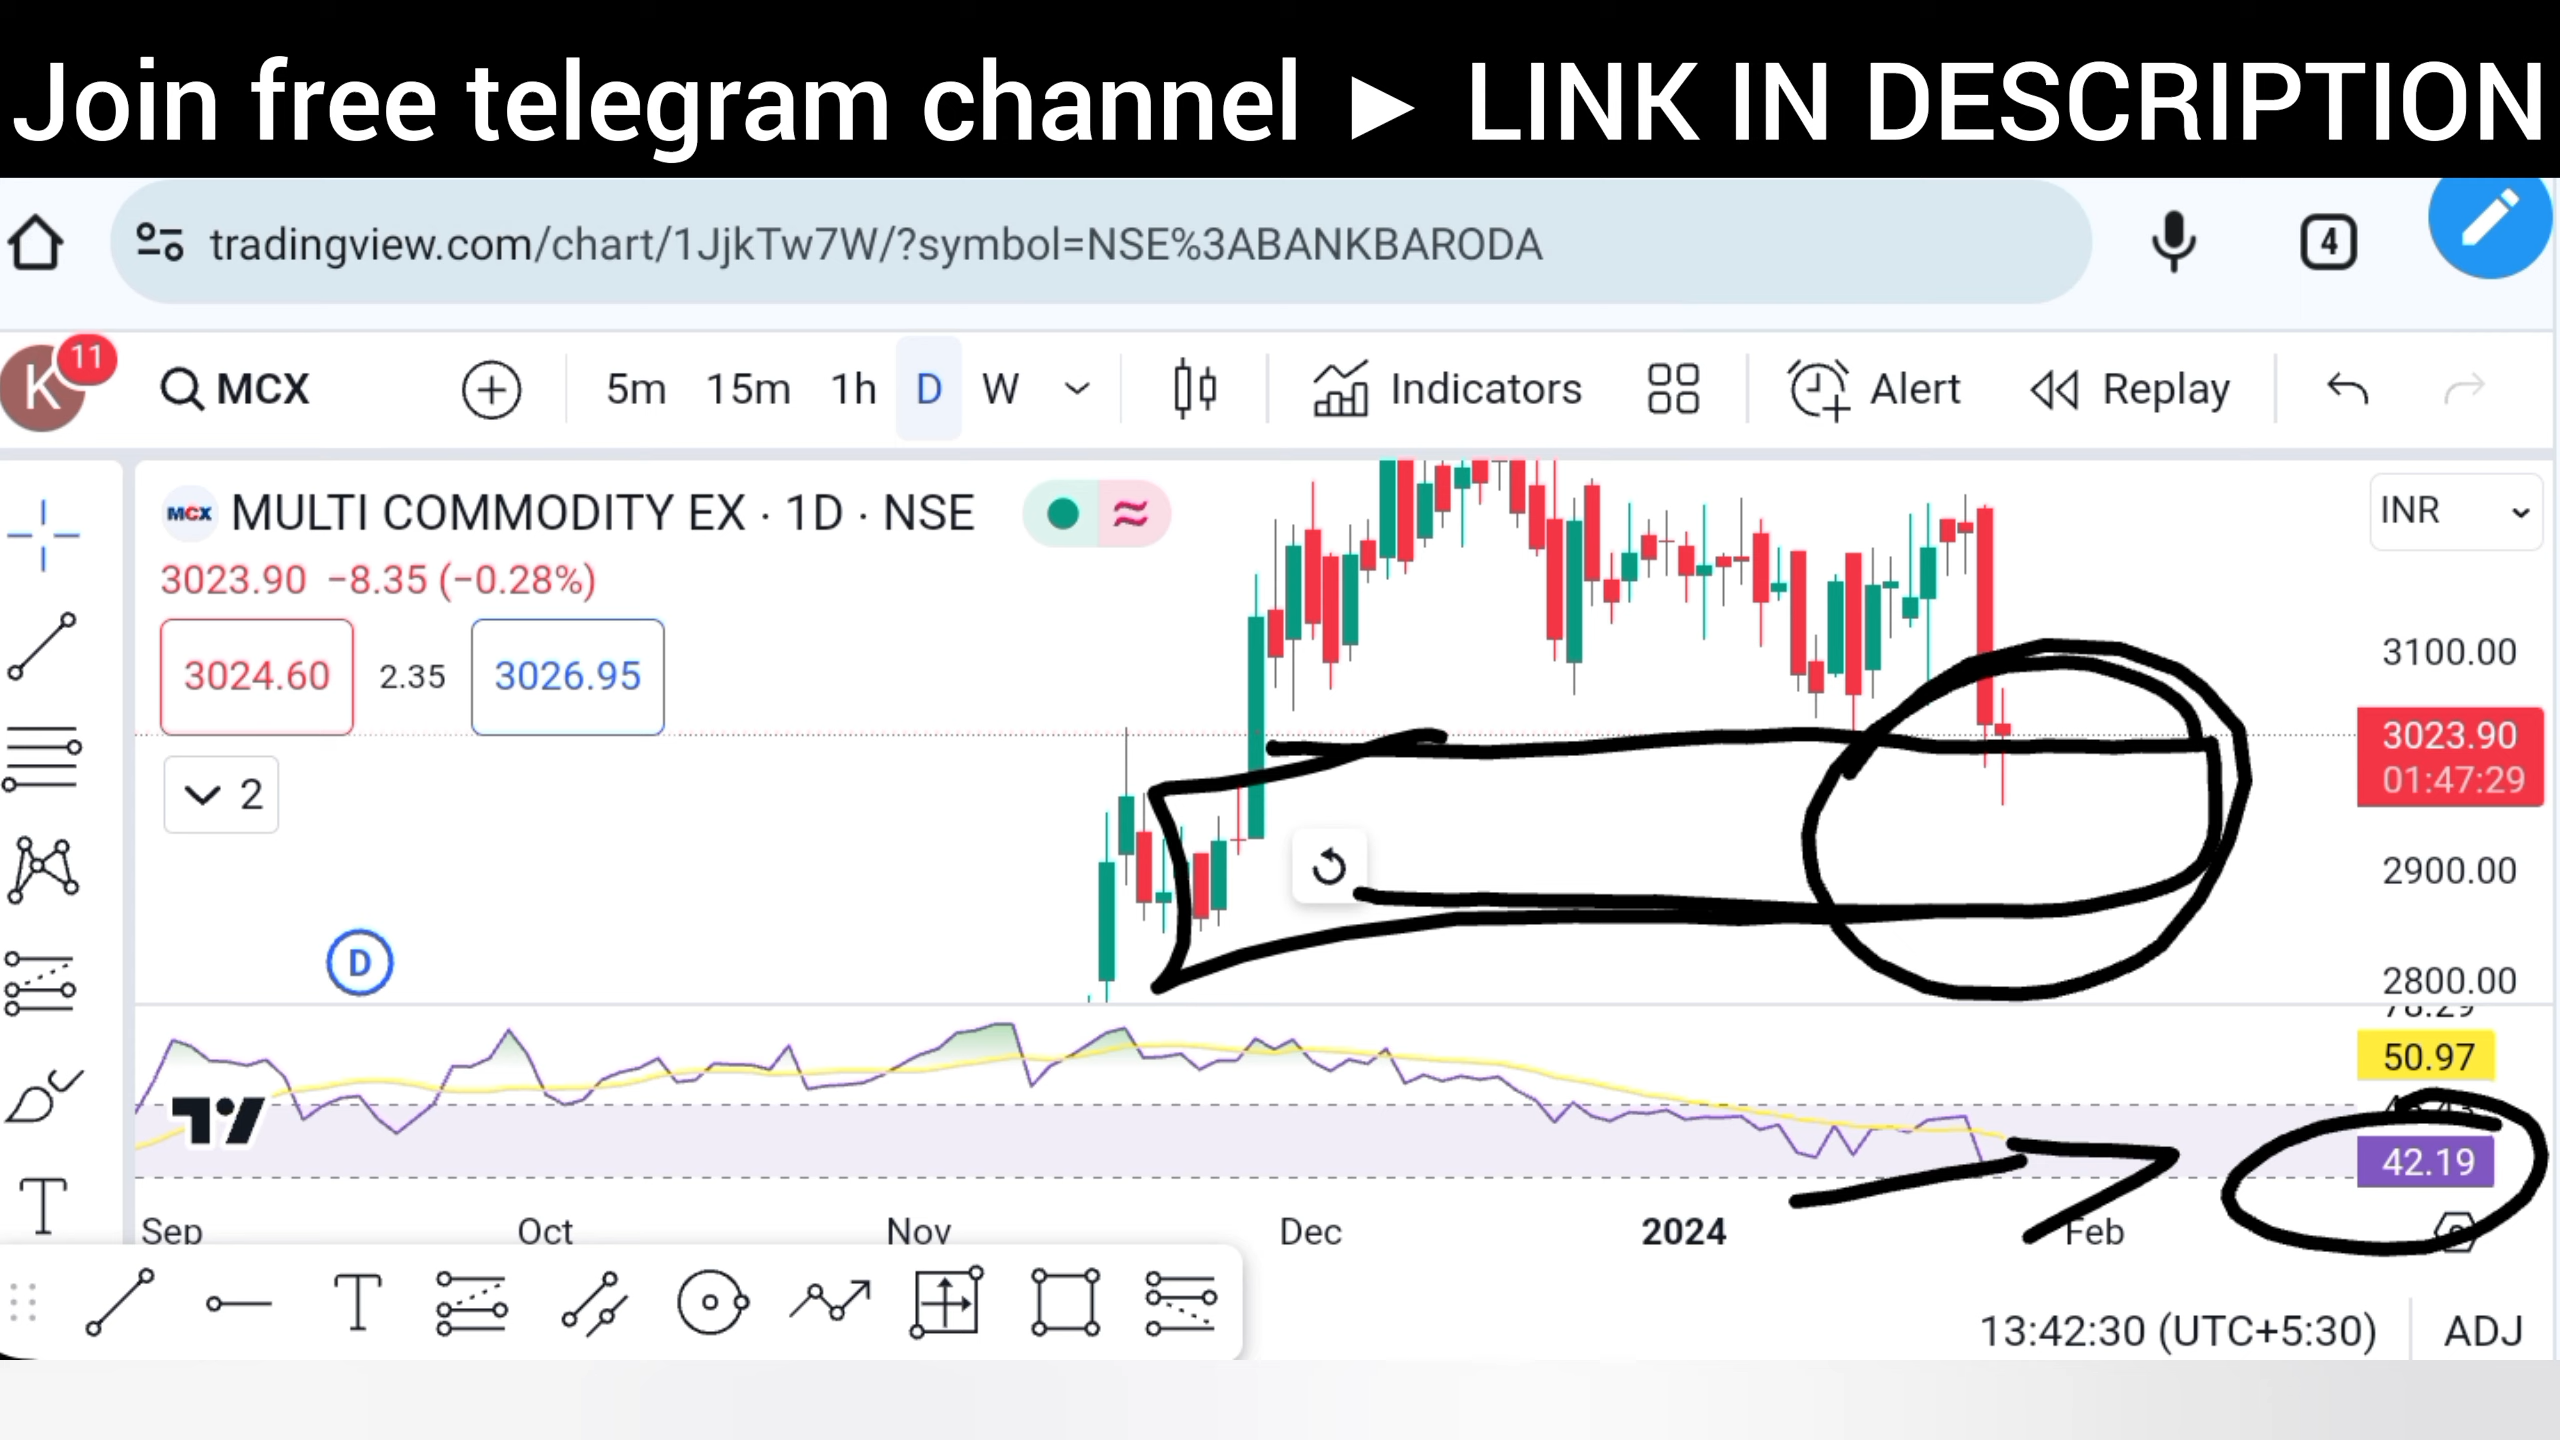 Join free telegram channel ► LINK IN DESCRIPTION
tradingview.com/chart/1JjkTw7W/?symbol=NSE%3ABANKBARODA
4
K 11 MCX 5m 15m 1h D W Indicators Alert Replay
MCX MULTI COMMODITY EX · 1D · NSE
INR
3023.90 −8.35 (−0.28%)
3024.60 2.35 3026.95
3100.00
3023.90
01:47:29
2
2900.00
D
2800.00
50.97
42.19
Sep Oct Nov Dec 2024 Feb
13:42:30 (UTC+5:30) ADJ